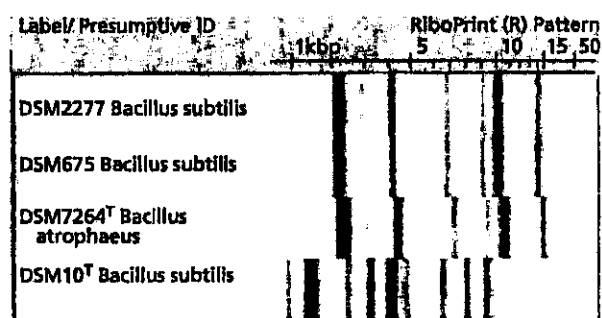 Label/ Presumptive ID RiboPrint (R) Pattern
1kbp 5 10 15 50
DSM2277 Bacillus subtilis
DSM675 Bacillus subtilis
DSM7264ᵀ Bacillus
atrophaeus
DSM10ᵀ Bacillus subtilis